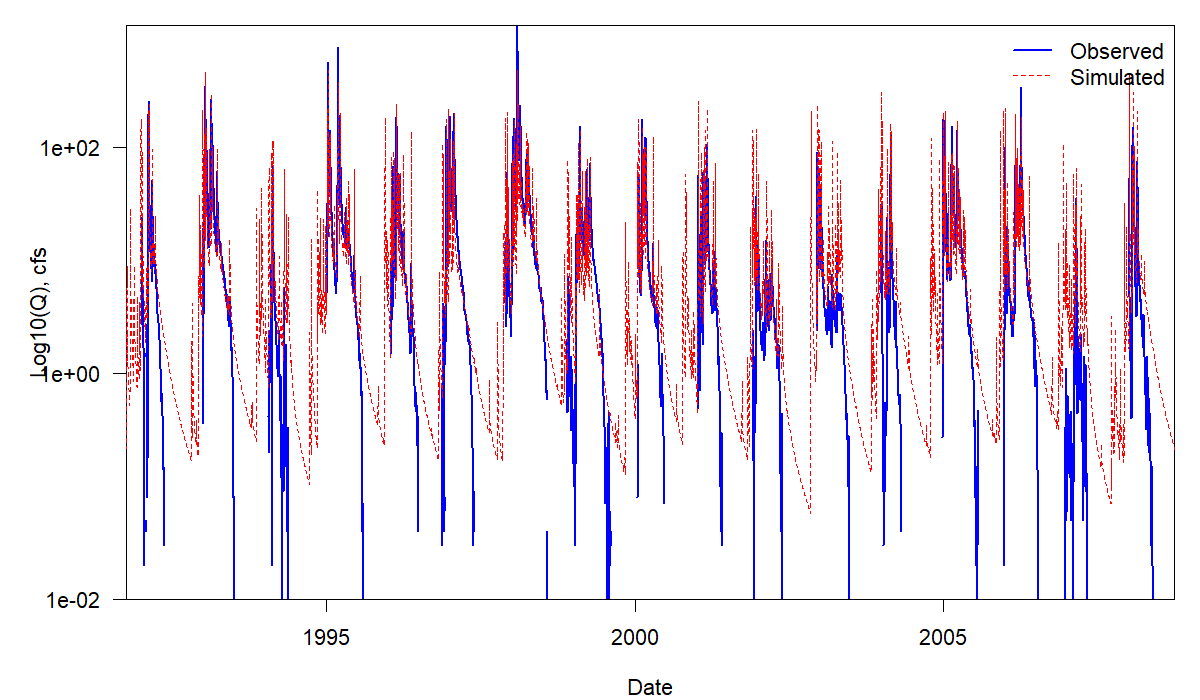 Observed
Simulated
1e+02
1e+00
1e-02
Log10(Q), cfs
1995
2000
2005
Date